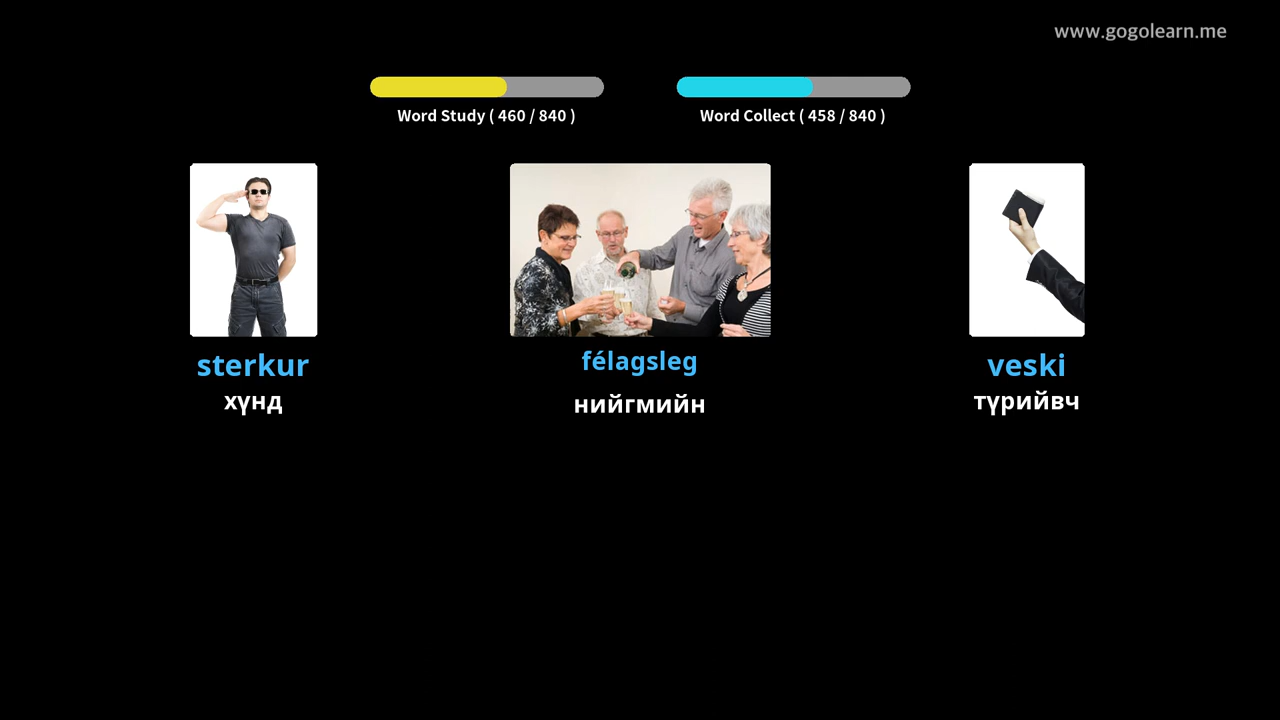 www.gogolearn.me
Word Study ( 460 / 840 )
Word Collect ( 458 / 840 )
sterkur
хүнд
félagsleg
нийгмийн
veski
түрийвч